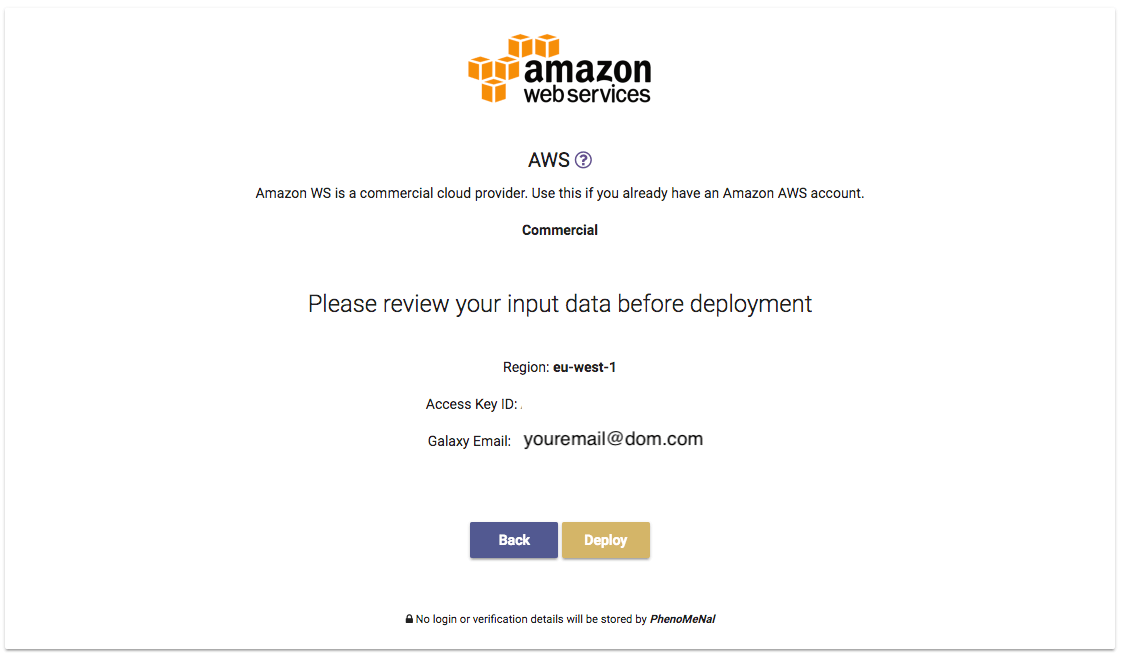 amazon
web services
AWS ?
Amazon WS is a commercial cloud provider. Use this if you already have an Amazon AWS account.
Commercial
Please review your input data before deployment
Region: eu-west-1
Access Key ID:
Galaxy Email: youremail@dom.com
Back Deploy
No login or verification details will be stored by PhenoMeNal